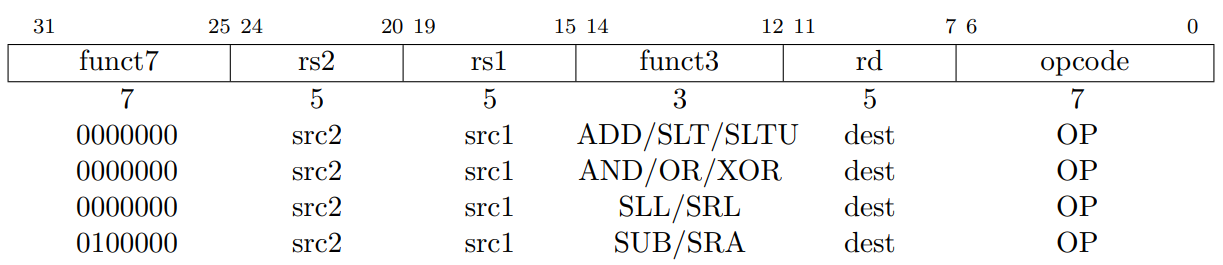 31 25 24 20 19 15 14 12 11 7 6 0
funct7 rs2 rs1 funct3 rd opcode
7 5 5 3 5 7
0000000 src2 src1 ADD/SLT/SLTU dest OP
0000000 src2 src1 AND/OR/XOR dest OP
0000000 src2 src1 SLL/SRL dest OP
0100000 src2 src1 SUB/SRA dest OP